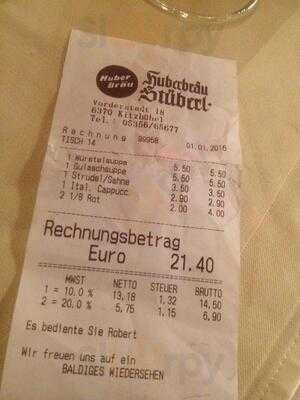 Huber
Bräu
Huberbräu
Stüberl
Vorderstadt 18
6370 Kitzbühel
Tel.: 05356/65677
Rechnung 99958 01.01.2016
TISCH 14
1 Würstelsuppe 5.50 5.50
1 Gulaschsuppe 5.50 5.50
1 Strudel/Sahne 3.50 3.50
1 Ital. Cappucc. 2.90 2.90
2 1/8 Rot 2.00 4.00
Rechnungsbetrag
Euro 21.40
MWST NETTO STEUER BRUTTO
1 = 10.0 % 13,18 1,32 14,50
2 = 20.0 % 5,75 1,15 6,90
Es bediente Sie Robert
Wir freuen uns auf ein
BALDIGES WIEDERSEHEN